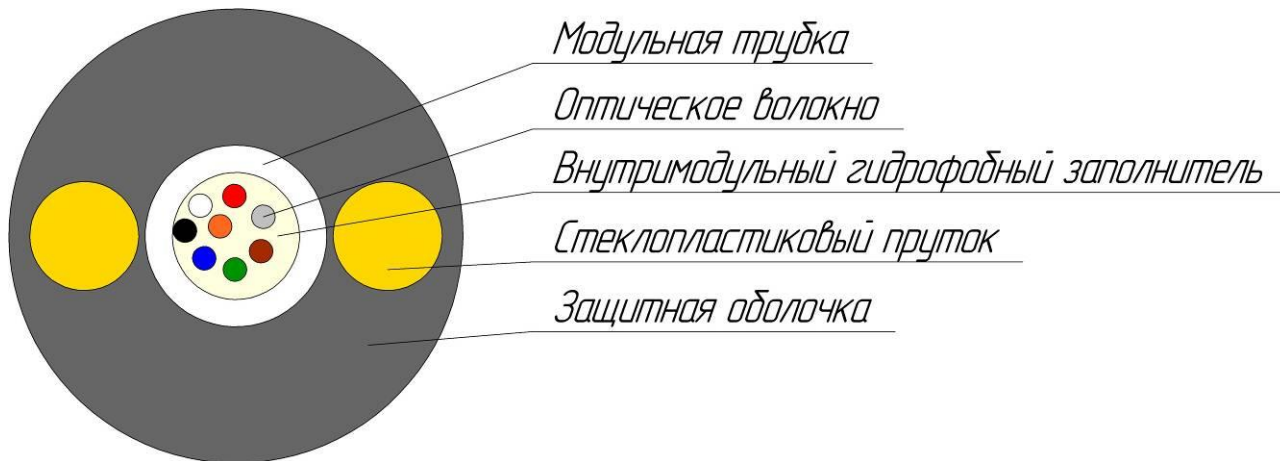 Модульная трубка
Оптическое волокно
Внутримодульный гидрофобный заполнитель
Стеклопластиковый пруток
Защитная оболочка